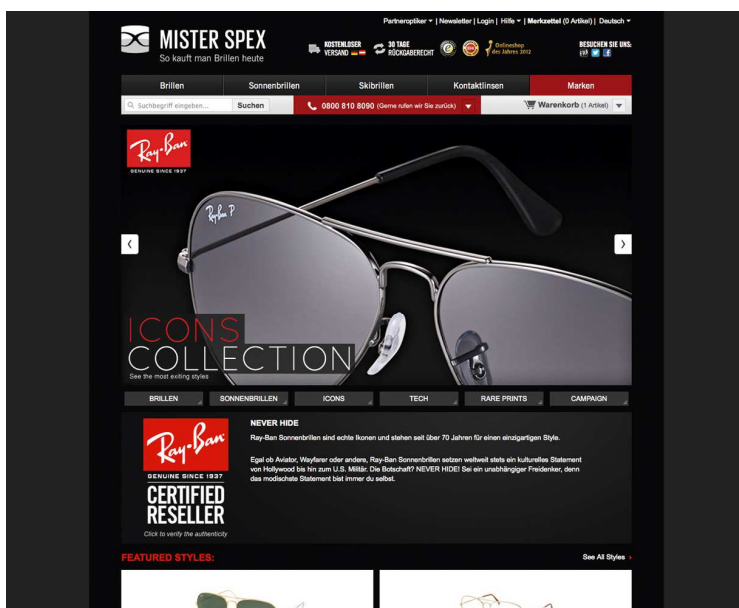 Partneroptiker | Newsletter | Login | Hilfe | Merkzettel (0 Artikel) | Deutsch
MISTER SPEX
So kauft man Brillen heute
KOSTENLOSER VERSAND
30 TAGE RÜCKGABERECHT
Onlineshop des Jahres 2012
BESUCHEN SIE UNS:
Brillen
Sonnenbrillen
Skibrillen
Kontaktlinsen
Marken
Suchbegriff eingeben...
Suchen
0800 810 8090 (Gerne rufen wir Sie zurück)
Warenkorb (1 Artikel)
Ray-Ban
GENUINE SINCE 1937
Ray-Ban P
ICONS
COLLECTION
See the most exiting styles
BRILLEN
SONNENBRILLEN
ICONS
TECH
RARE PRINTS
CAMPAIGN
Ray-Ban
GENUINE SINCE 1937
CERTIFIED
RESELLER
Click to verify the authenticity
NEVER HIDE
Ray-Ban Sonnenbrillen sind echte Ikonen und stehen seit über 70 Jahren für einen einzigartigen Style.
Egal ob Aviator, Wayfarer oder andere, Ray-Ban Sonnenbrillen setzen weltweit stets ein kulturelles Statement
von Hollywood bis hin zum U.S. Militär. Die Botschaft? NEVER HIDE! Sei ein unabhängiger Freidenker, denn
das modischste Statement bist immer du selbst.
FEATURED STYLES:
See All Styles